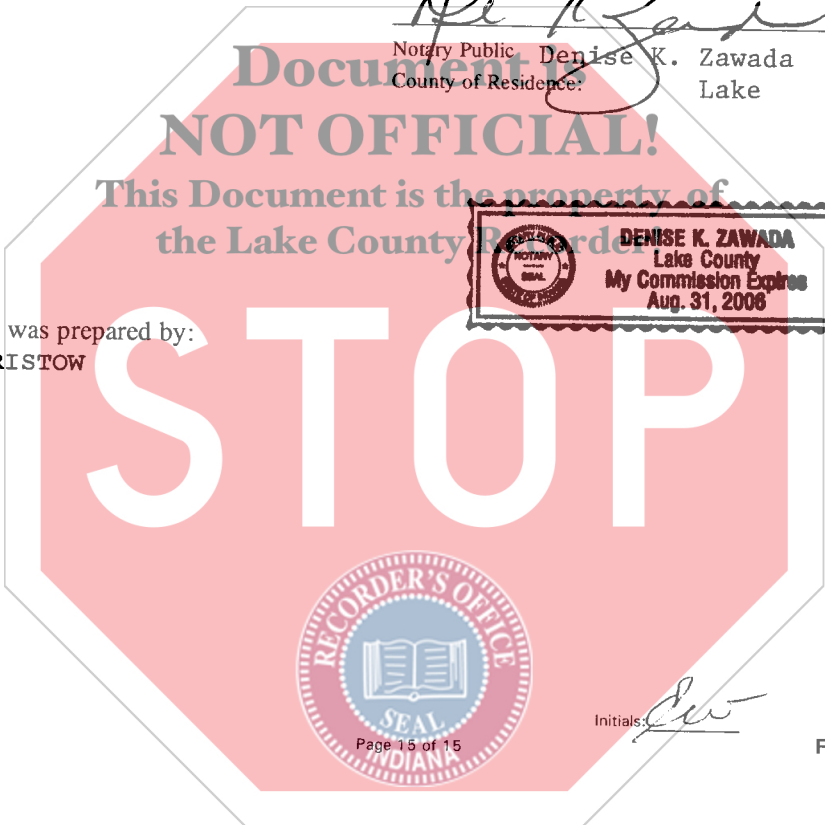 Notary Public Denise K. Zawada
County of Residence: Lake
Document is
NOT OFFICIAL!
This Document is the property of
the Lake County Recorder!
DENISE K. ZAWADA
Lake County
My Commission Expires
Aug. 31, 2006
NOTARY
SEAL
was prepared by:
RISTOW
STOP
RECORDER'S OFFICE
SEAL
INDIANA
Page 15 of 15
Initials: